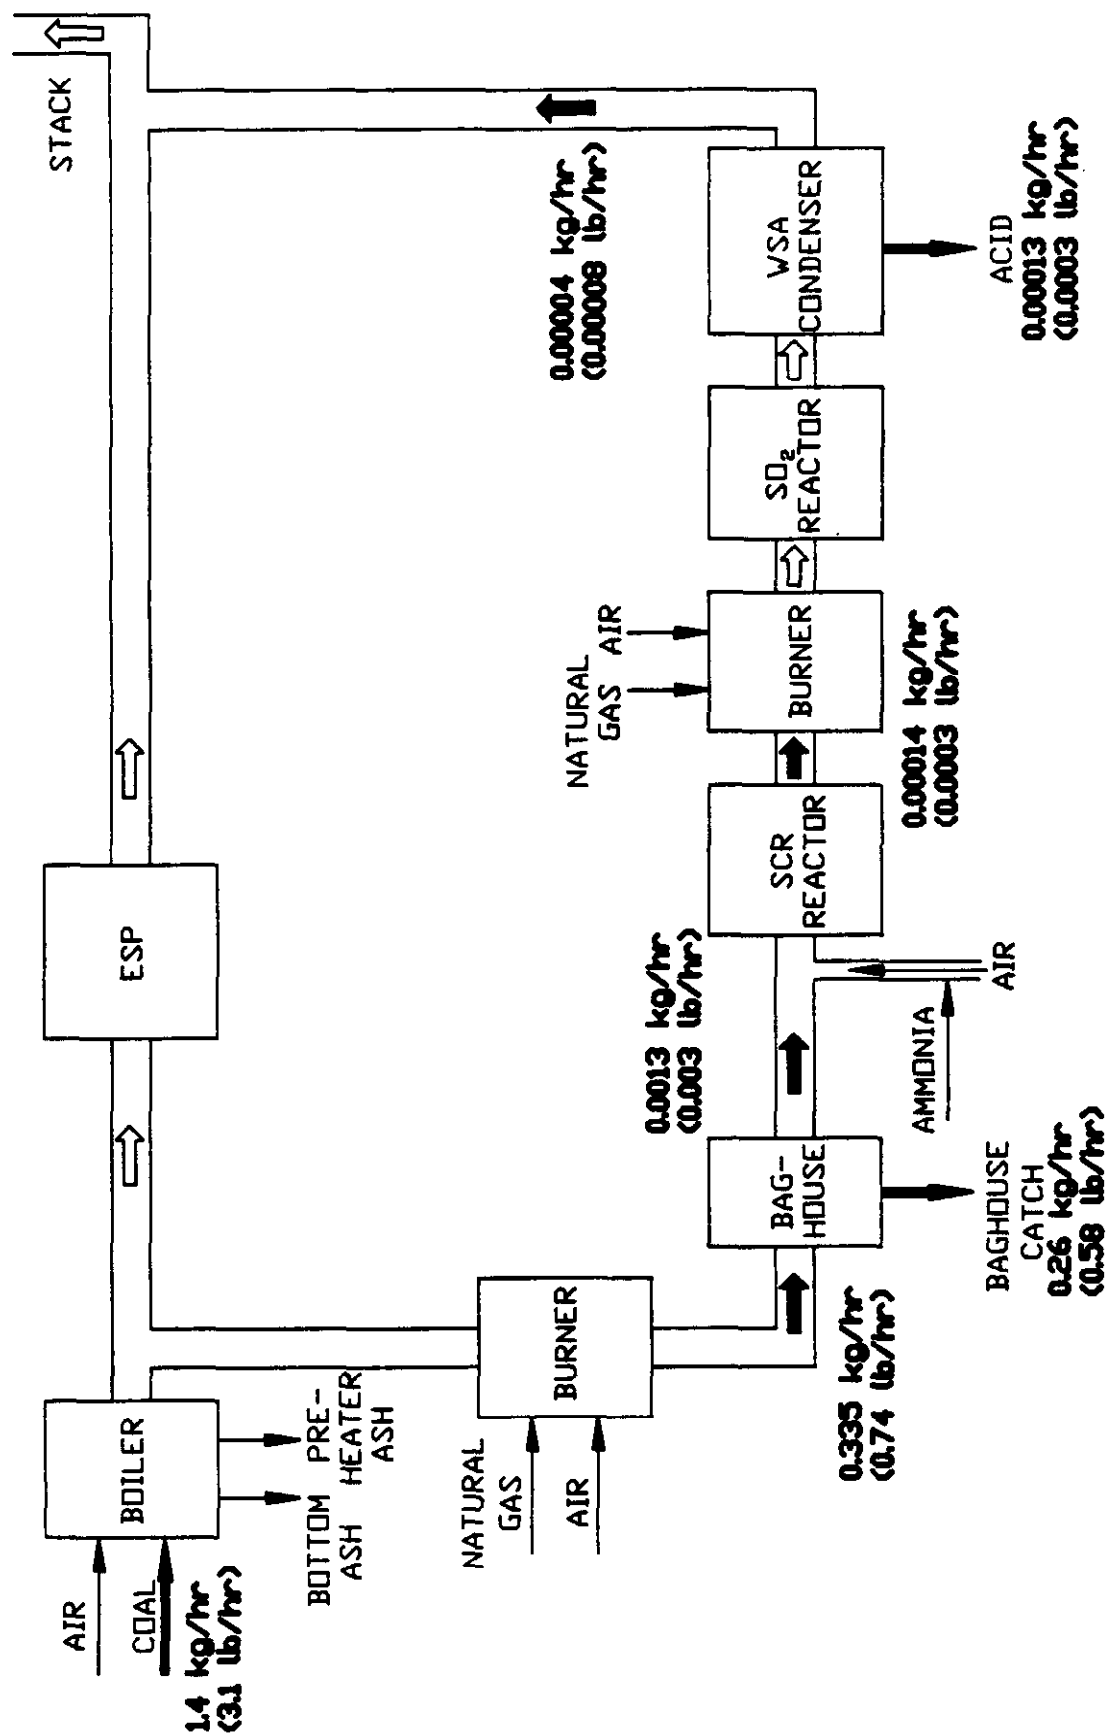 AIR
COAL
1.4 kg/hr
(3.1 lb/hr)
BOILER
BOTTOM
ASH
PRE-
HEATER
ASH
ESP
STACK
NATURAL
GAS
AIR
BURNER
0.335 kg/hr
(0.74 lb/hr)
BAG-
HOUSE
BAGHOUSE
CATCH
0.26 kg/hr
(0.58 lb/hr)
0.0013 kg/hr
(0.003 lb/hr)
AMMONIA
AIR
SCR
REACTOR
0.00014 kg/hr
(0.0003 lb/hr)
NATURAL
GAS
AIR
BURNER
SO₂
REACTOR
WSA
CONDENSER
0.00004 kg/hr
(0.00008 lb/hr)
ACID
0.00013 kg/hr
(0.0003 lb/hr)